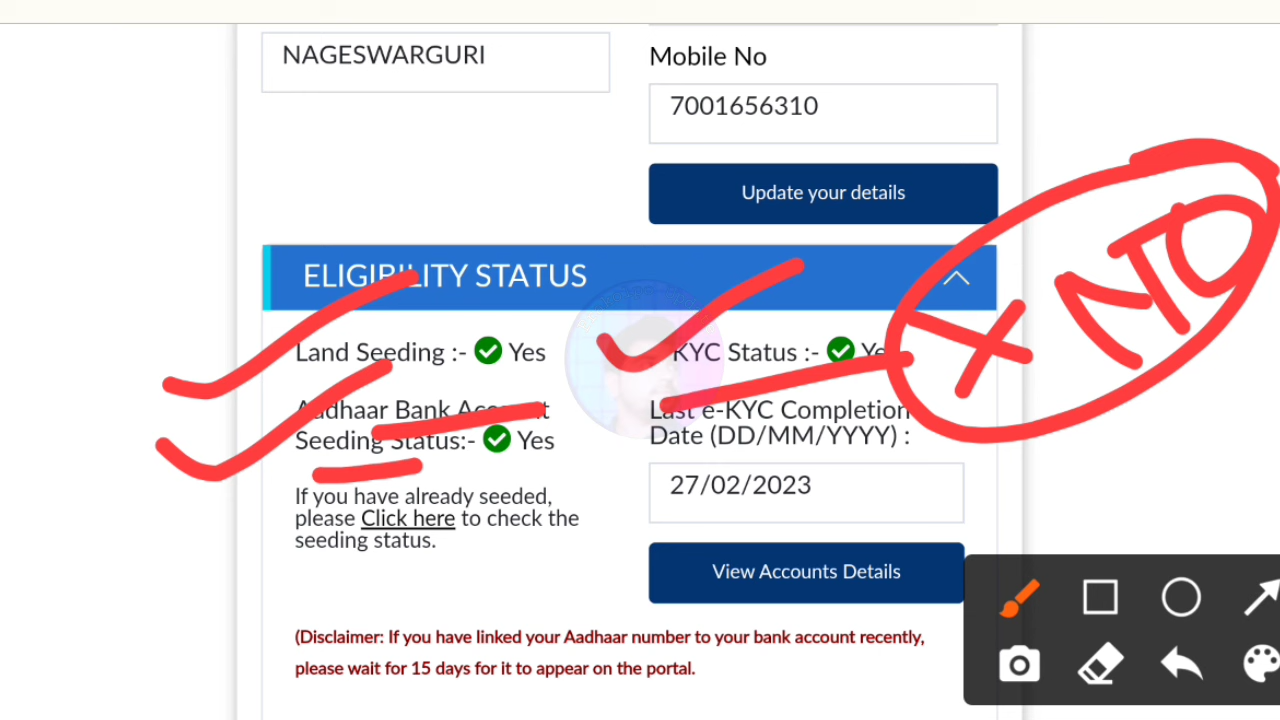 NAGESWARGURI
Mobile No
7001656310
Update your details
ELIGIBILITY STATUS
Land Seeding :- Yes
KYC Status :- Yes
Aadhaar Bank Account
Seeding Status:- Yes
If you have already seeded,
please Click here to check the
seeding status.
Last e-KYC Completion
Date (DD/MM/YYYY) :
27/02/2023
View Accounts Details
(Disclaimer: If you have linked your Aadhaar number to your bank account recently,
please wait for 15 days for it to appear on the portal.
X NO